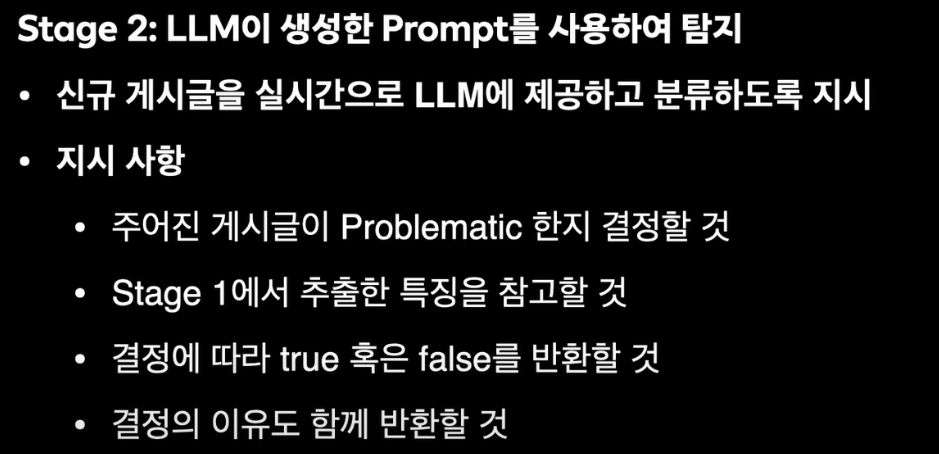 Stage 2: LLM이 생성한 Prompt를 사용하여 탐지
• 신규 게시글을 실시간으로 LLM에 제공하고 분류하도록 지시
• 지시 사항
• 주어진 게시글이 Problematic 한지 결정할 것
• Stage 1에서 추출한 특징을 참고할 것
• 결정에 따라 true 혹은 false를 반환할 것
• 결정의 이유도 함께 반환할 것